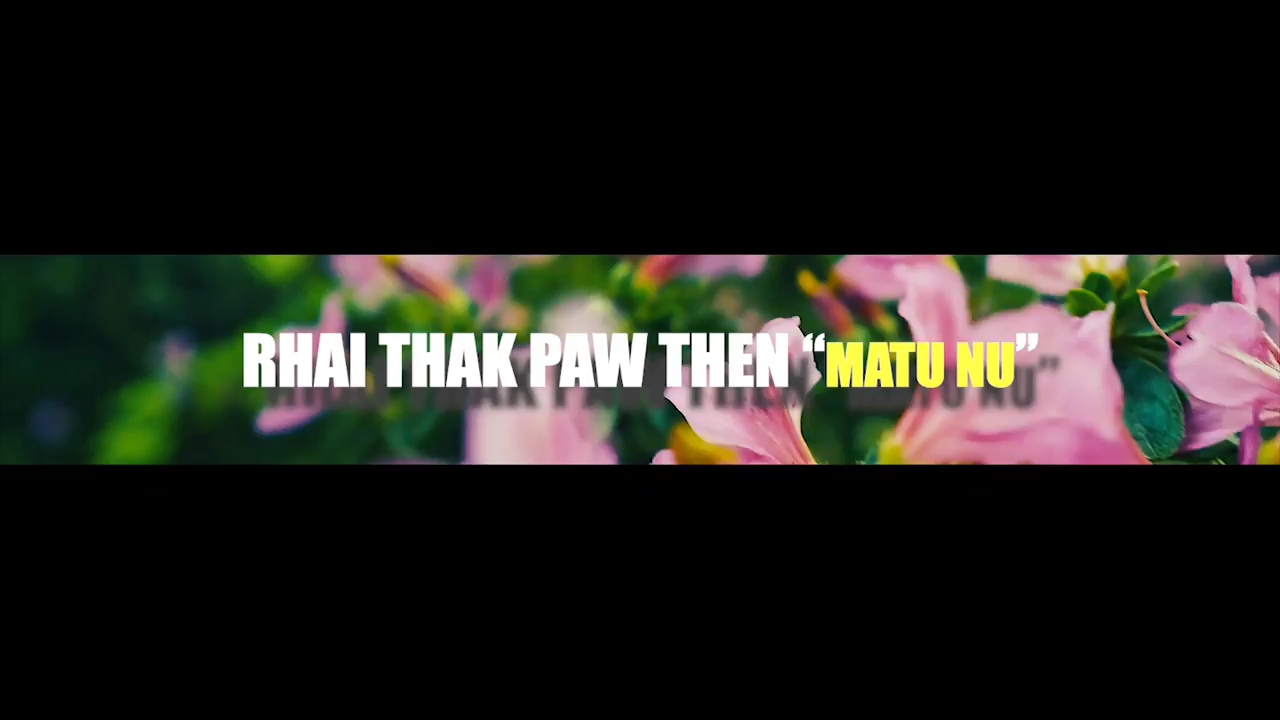 RHAI THAK PAW THEN “MATU NU”